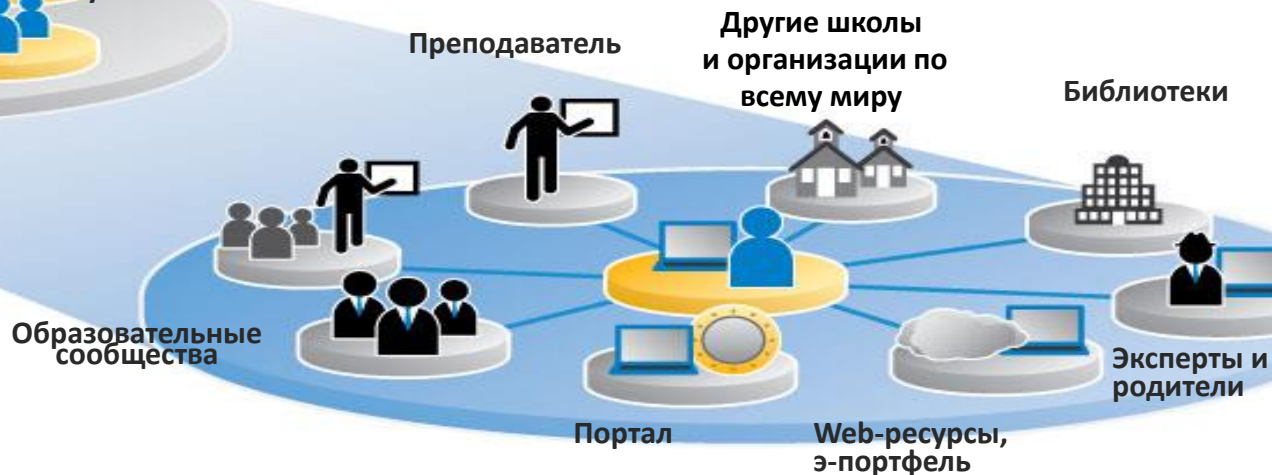 Преподаватель
Другие школы
и организации по
всему миру
Библиотеки
Образовательные
сообщества
Эксперты и
родители
Портал
Web-ресурсы,
э-портфель